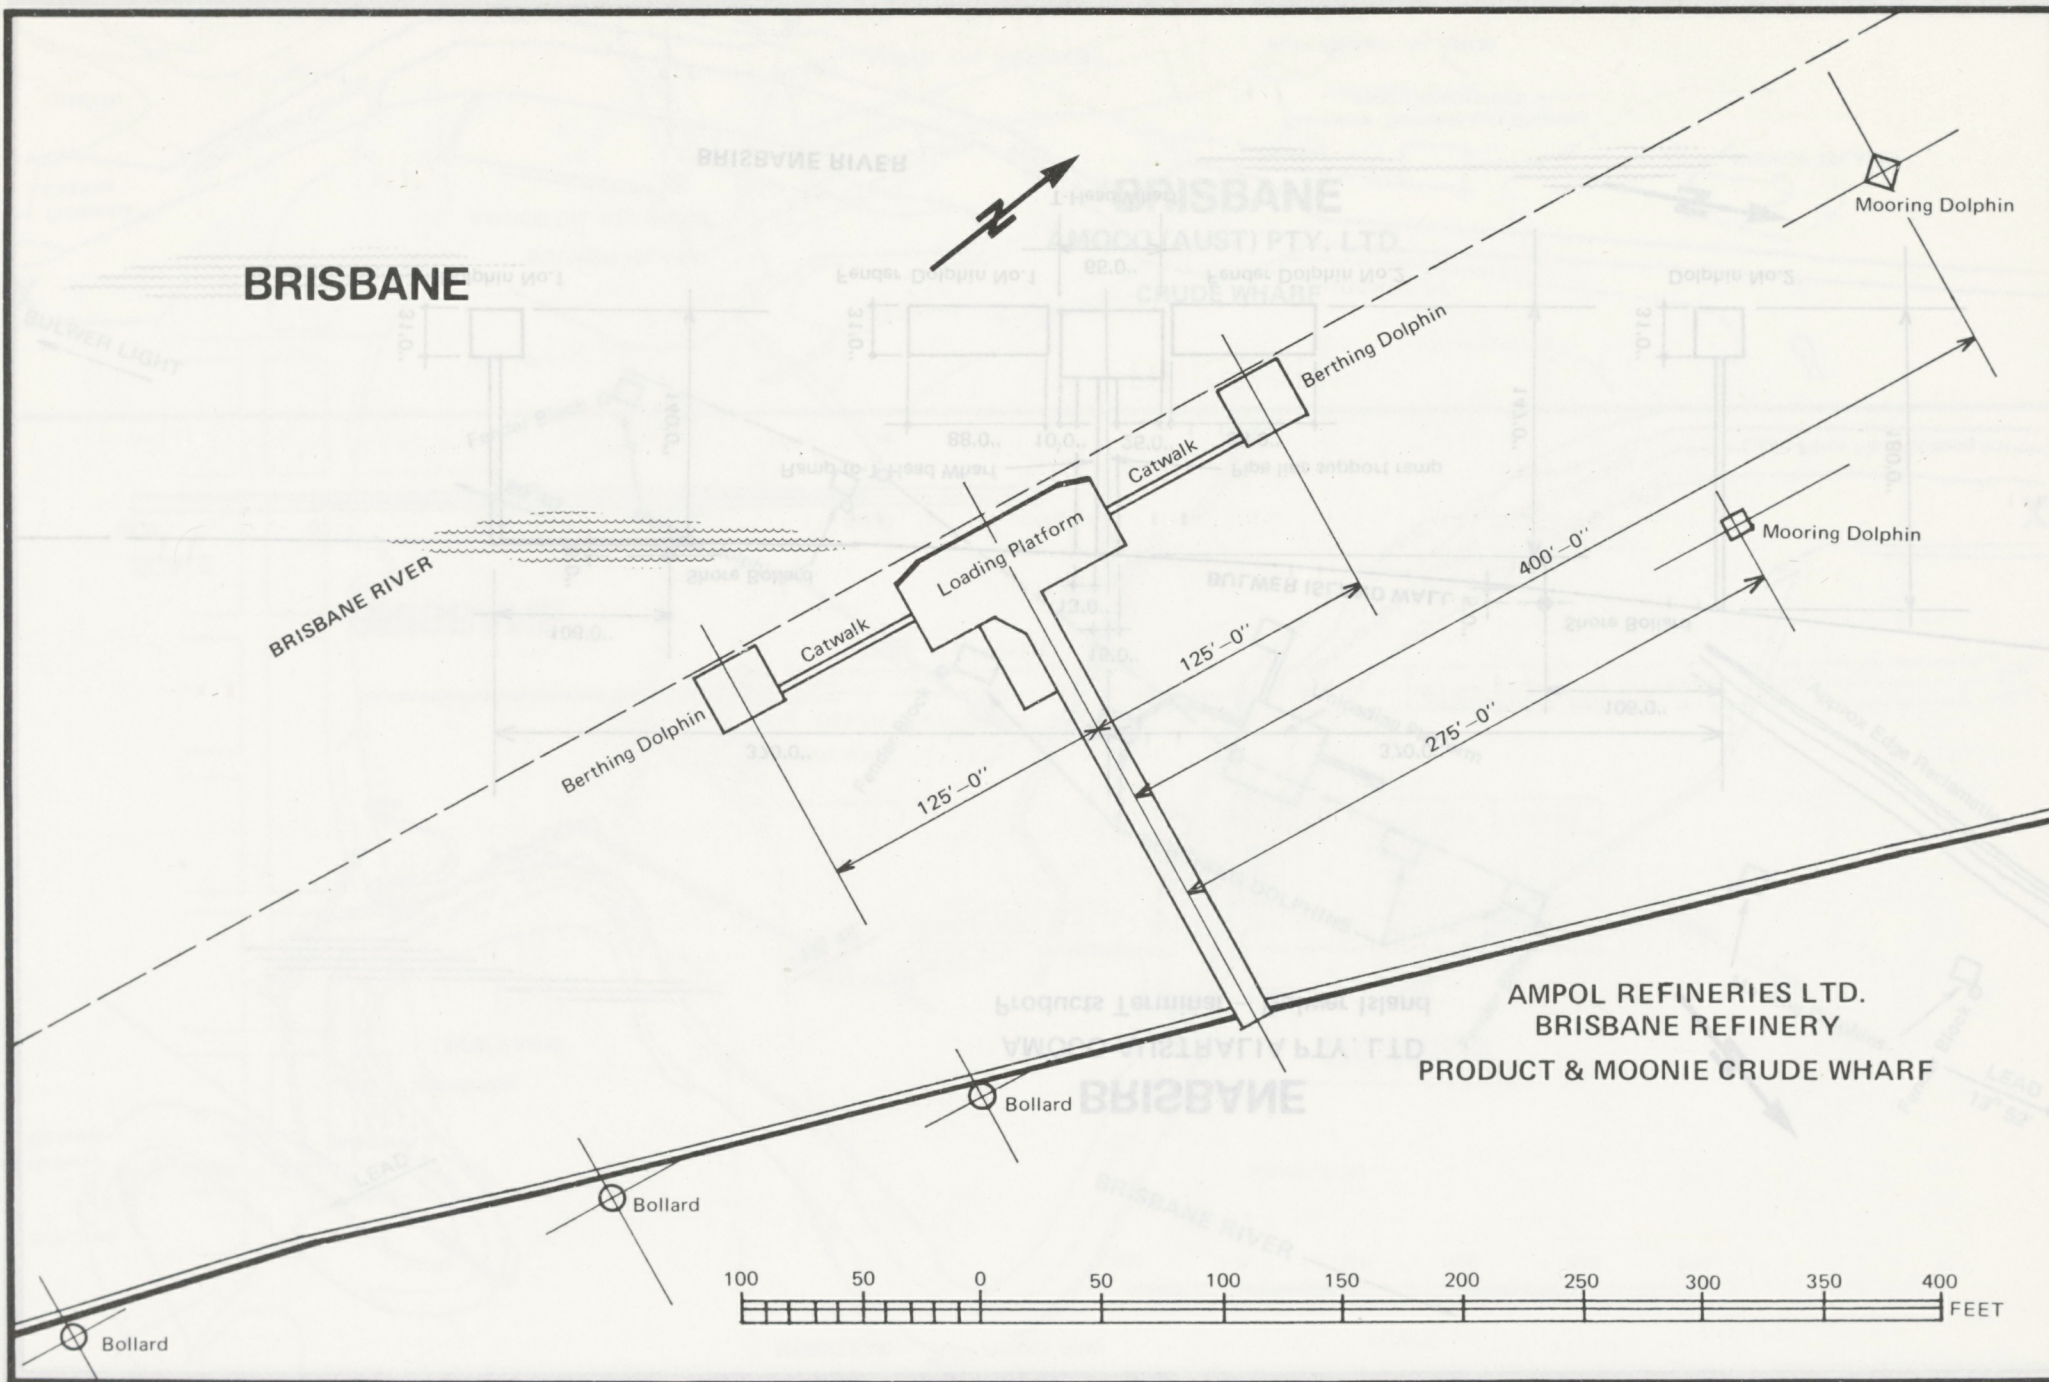 BRISBANE
N
Mooring Dolphin
Berthing Dolphin
Catwalk
Loading Platform
Mooring Dolphin
400'–0"
BRISBANE RIVER
Catwalk
125'–0"
Berthing Dolphin
275'–0"
125'–0"
AMPOL REFINERIES LTD.
BRISBANE REFINERY
PRODUCT & MOONIE CRUDE WHARF
Bollard
Bollard
Bollard
100 50 0 50 100 150 200 250 300 350 400
FEET